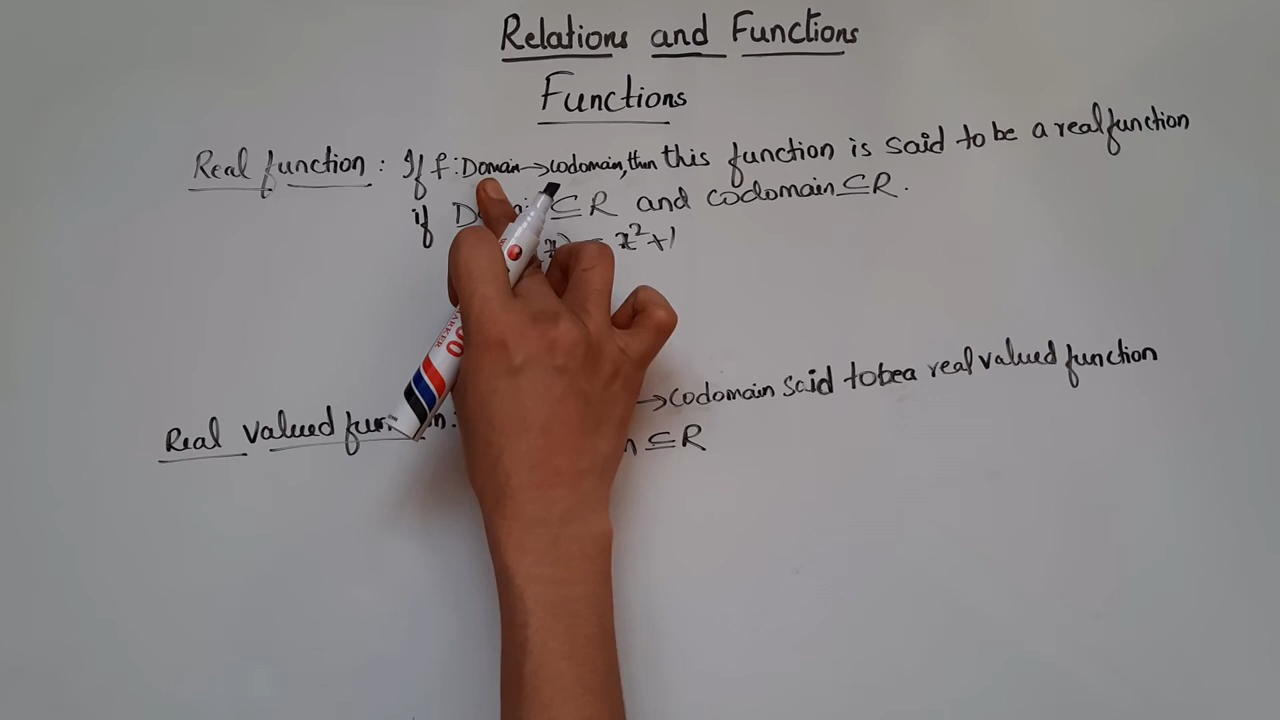 Relations and Functions
Functions
Real function : If f : Domain → codomain, then this function is said to be a real function
if ⊆ R and codomain ⊆ R.
(x) = x²+1
Real valued → codomain said to be a real valued function
⊆ R